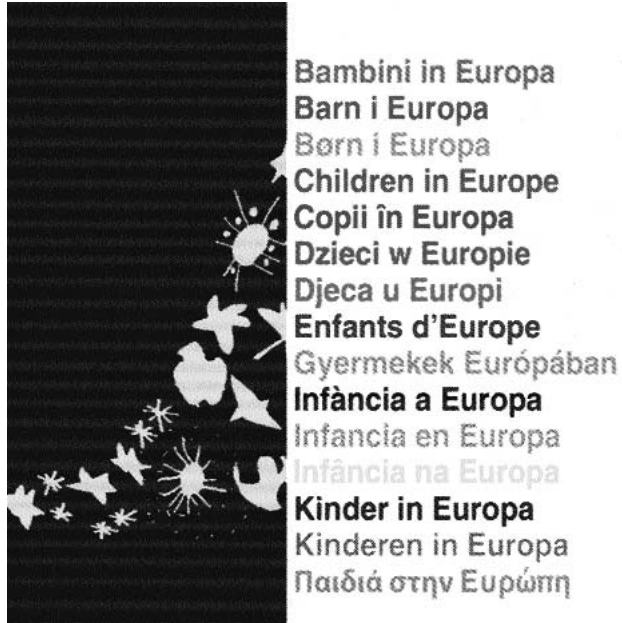 Bambini in Europa
Barn i Europa
Børn i Europa
Children in Europe
Copii în Europa
Dzieci w Europie
Djeca u Europi
Enfants d'Europe
Gyermekek Európában
Infància a Europa
Infancia en Europa
Infância na Europa
Kinder in Europa
Kinderen in Europa
Παιδιά στην Ευρώπη